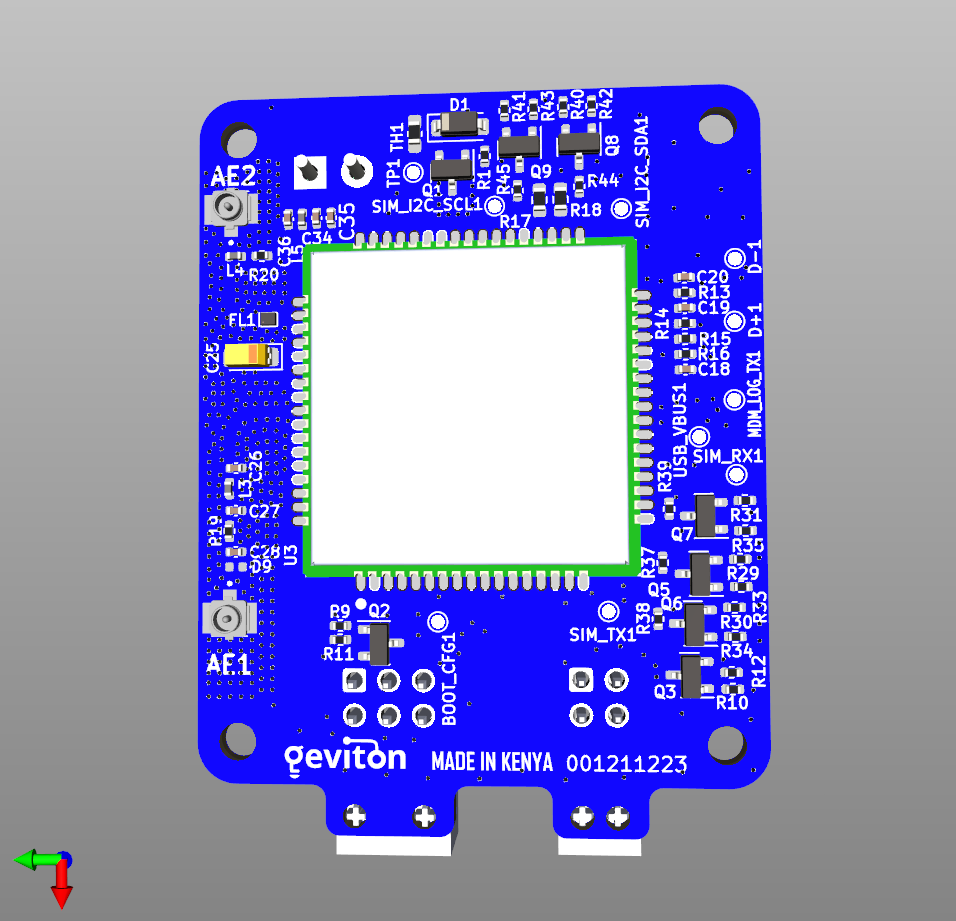 D1
R41
R43
R40
R42
TH1
Q8
SIM_I2C_SDA1
TP1
Q1
R45
Q9
R44
AE2
SIM_I2C_SCL1
R17
R18
C36
C34
C35
L4
R20
D-1
C20
R13
C19
R14
R15
R16
C18
D+1
FL1
C25
MDM_LOG_TX1
USB_VBUS1
SIM_RX1
C26
L3
C27
R19
C28
D9
U3
R39
R31
Q7
R35
R37
R29
Q5
Q6
R33
R38
R30
R34
R9
Q2
R11
SIM_TX1
BOOT_CFG1
AE1
Q3
R12
R10
geviton
MADE IN KENYA 001211223